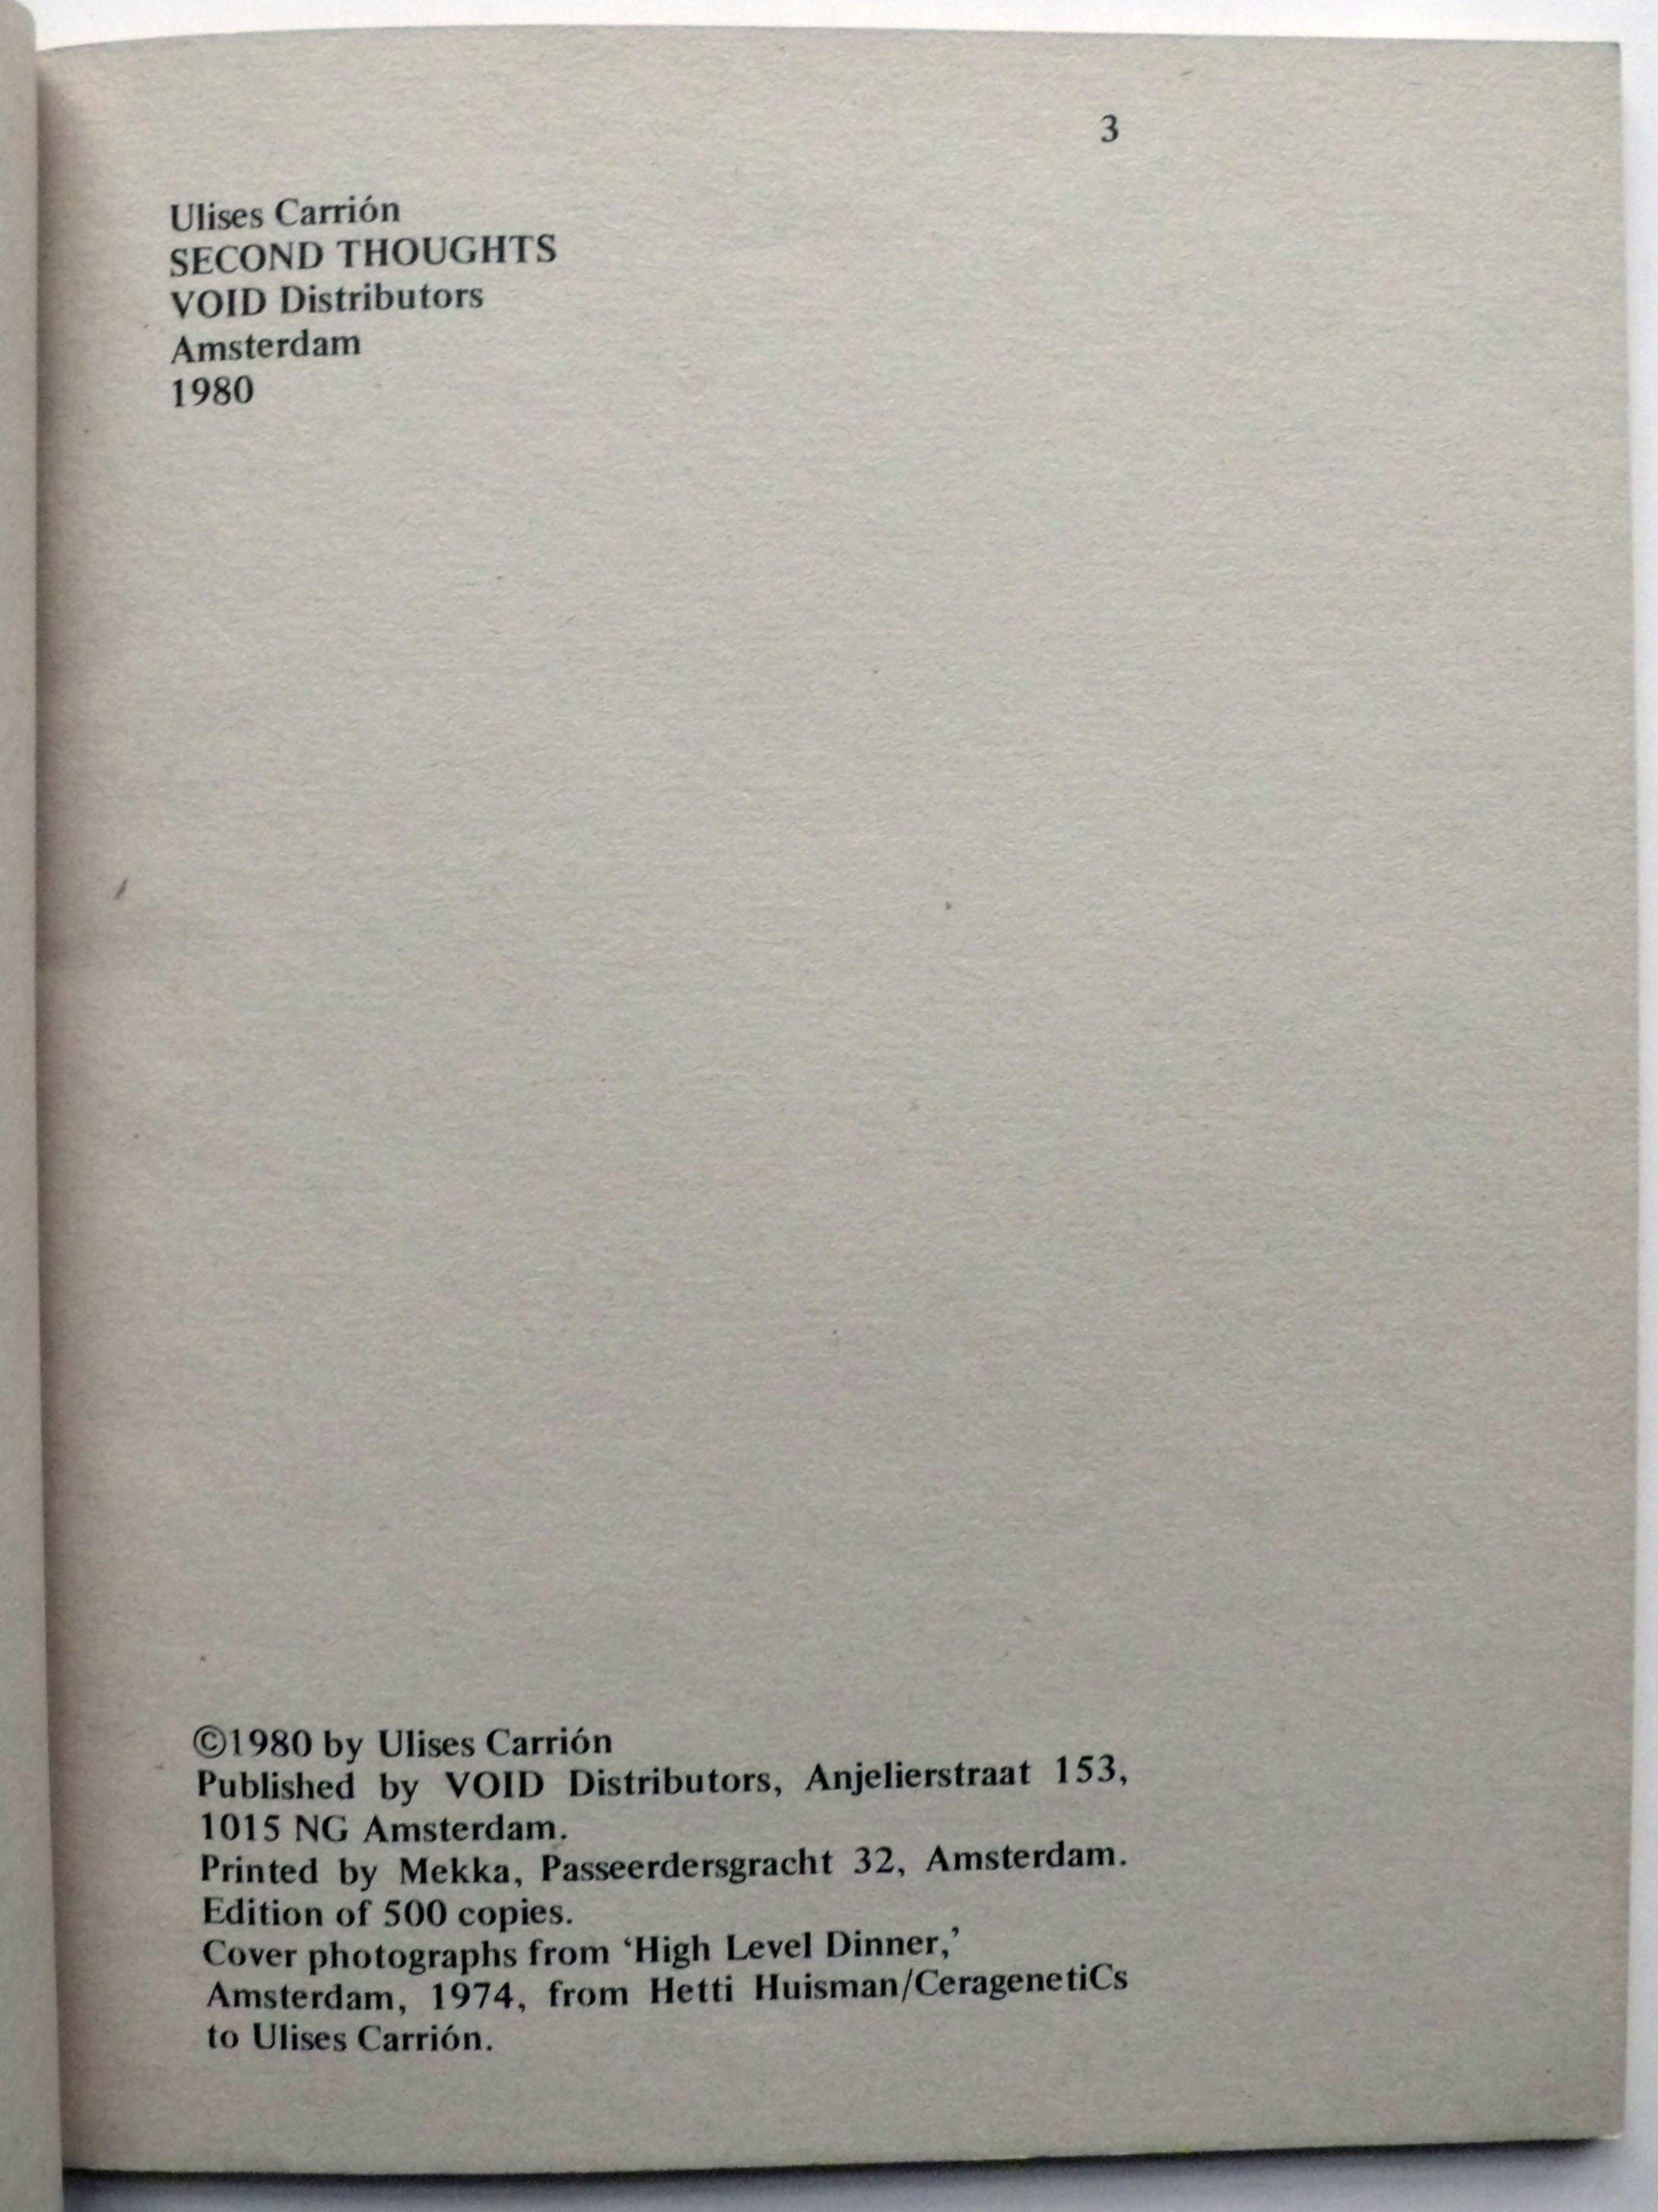 3
Ulises Carrión
SECOND THOUGHTS
VOID Distributors
Amsterdam
1980
©1980 by Ulises Carrión
Published by VOID Distributors, Anjelierstraat 153,
1015 NG Amsterdam.
Printed by Mekka, Passeerdersgracht 32, Amsterdam.
Edition of 500 copies.
Cover photographs from ‘High Level Dinner,’
Amsterdam, 1974, from Hetti Huisman/CeragenetiCs
to Ulises Carrión.